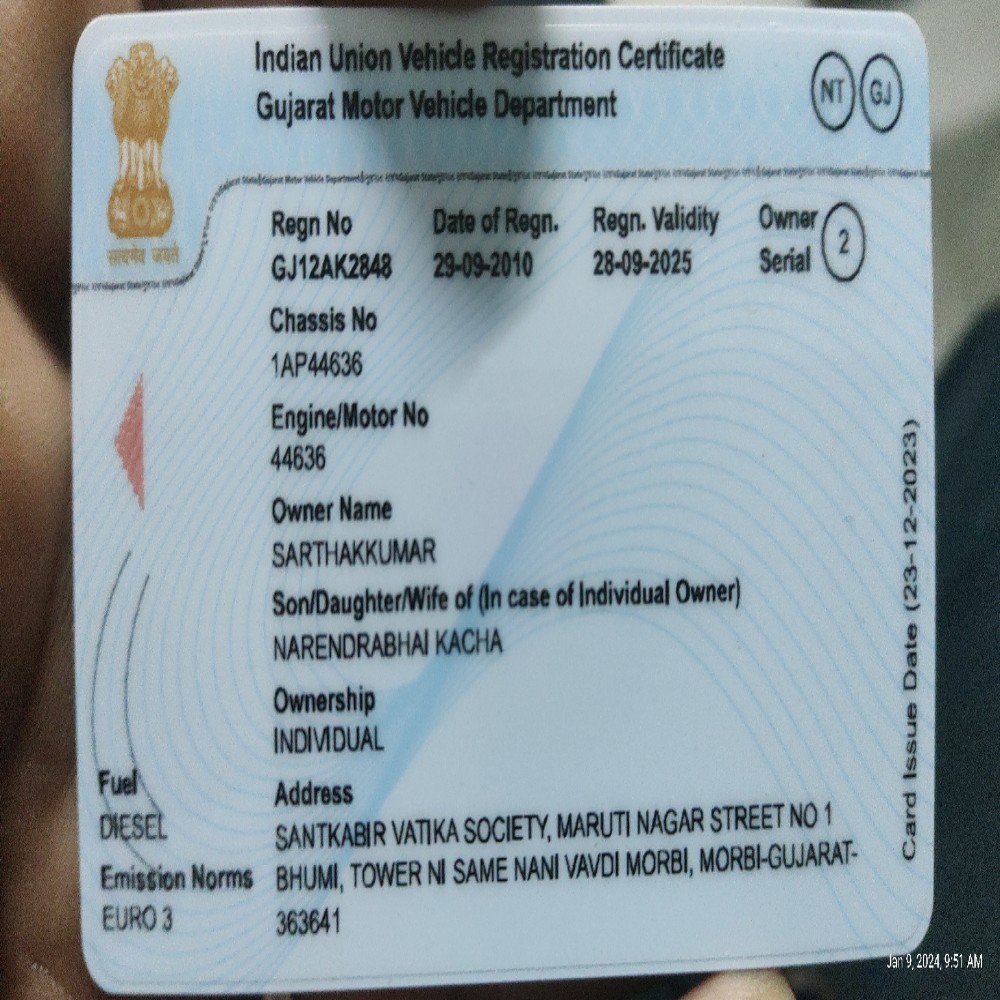 Indian Union Vehicle Registration Certificate
Gujarat Motor Vehicle Department
NT GJ
सत्यमेव जयते
Regn No Date of Regn. Regn. Validity Owner Serial 2
GJ12AK2848 29-09-2010 28-09-2025
Chassis No
1AP44636
Engine/Motor No
44636
Owner Name
SARTHAKKUMAR
Son/Daughter/Wife of (In case of Individual Owner)
NARENDRABHAI KACHA
Ownership
INDIVIDUAL
Fuel
DIESEL
Emission Norms
EURO 3
Address
SANTKABIR VATIKA SOCIETY, MARUTI NAGAR STREET NO 1
BHUMI, TOWER NI SAME NANI VAVDI MORBI, MORBI-GUJARAT-
363641
Card Issue Date (23-12-2023)
Jan 9, 2024, 9:51 AM